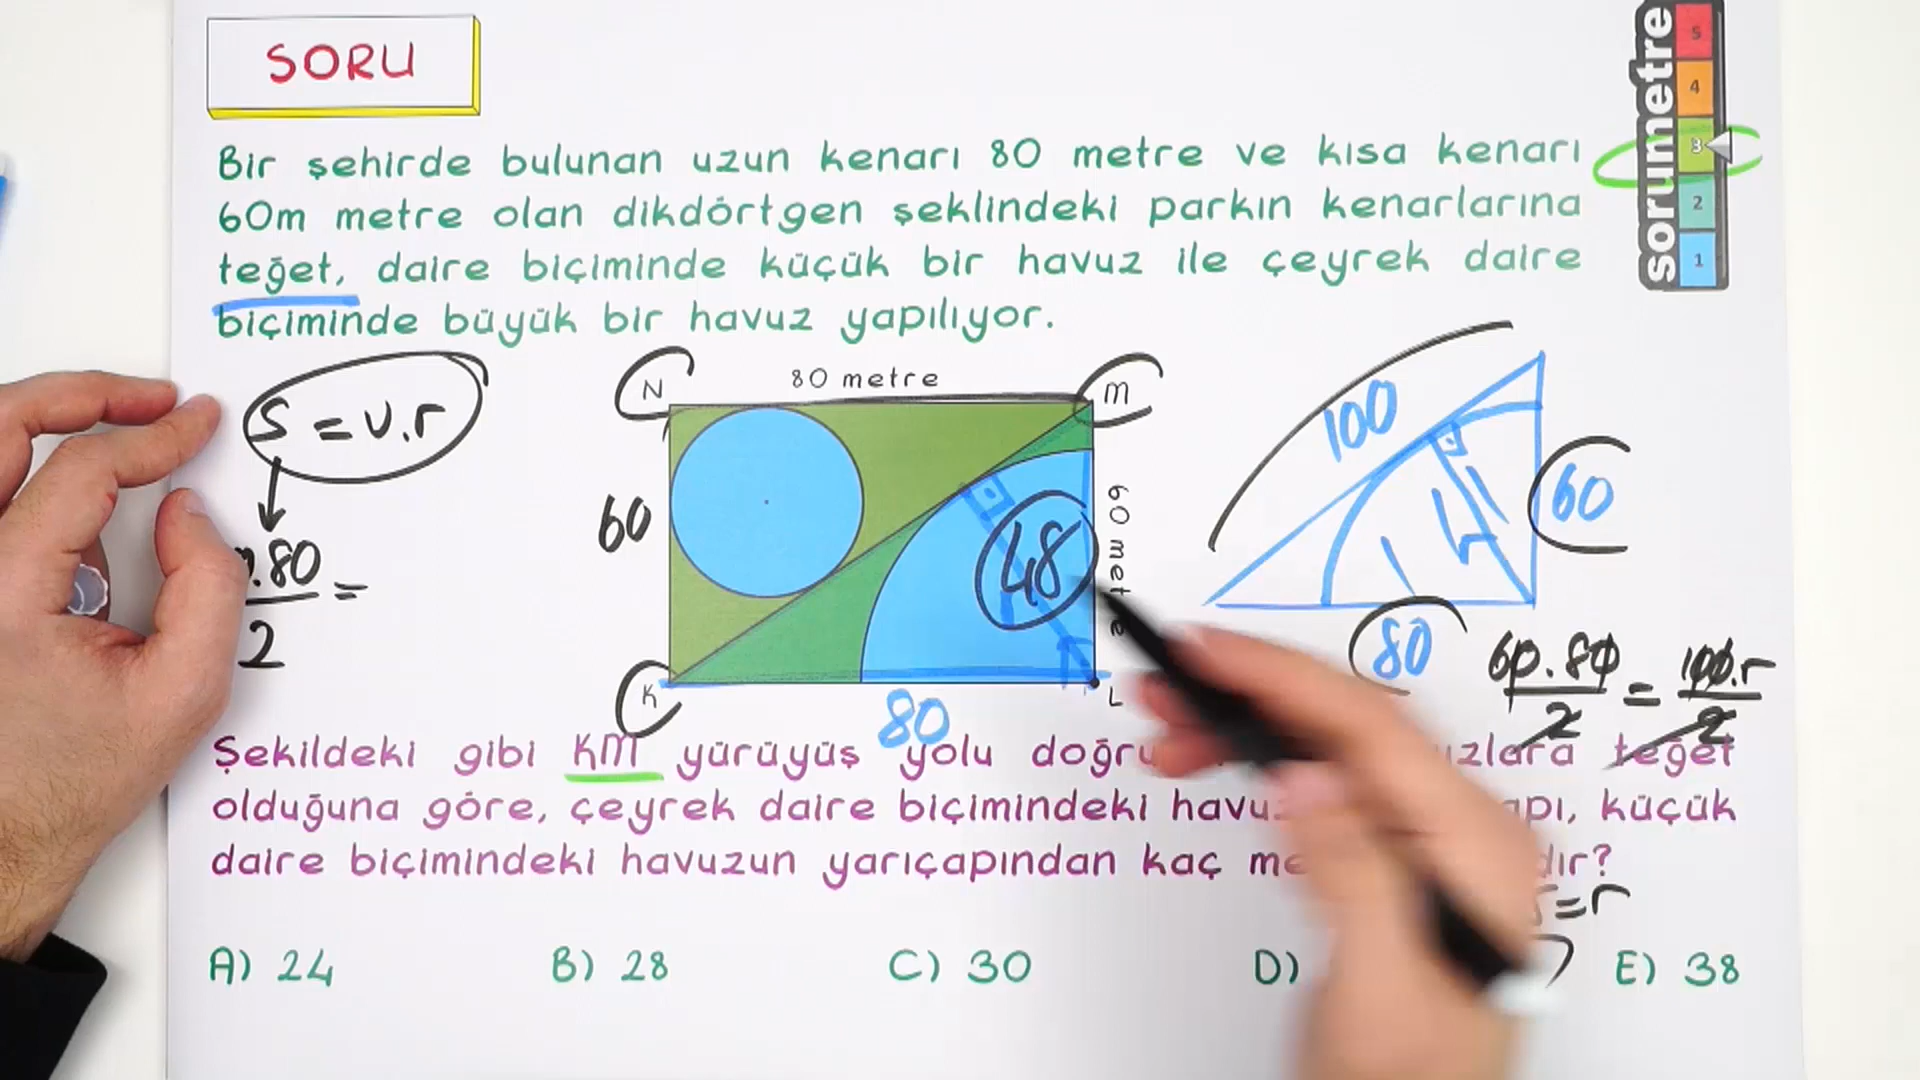 SORU
sorumetre
5
4
3
2
1
Bir şehirde bulunan uzun kenarı 80 metre ve kısa kenarı
60m metre olan dikdörtgen şeklindeki parkın kenarlarına
teğet, daire biçiminde küçük bir havuz ile çeyrek daire
biçiminde büyük bir havuz yapılıyor.
S = u.r
.80
2
=
N
80 metre
M
60
60 metre
48
K
80
L
100
60
80
60.80 = 100.r
2 2
Şekildeki gibi KM yürüyüş yolu doğru teğet
olduğuna göre, çeyrek daire biçimindeki küçük
daire biçimindeki havuzun yarıçapından kaç
=r
A) 24
B) 28
C) 30
D)
E) 38